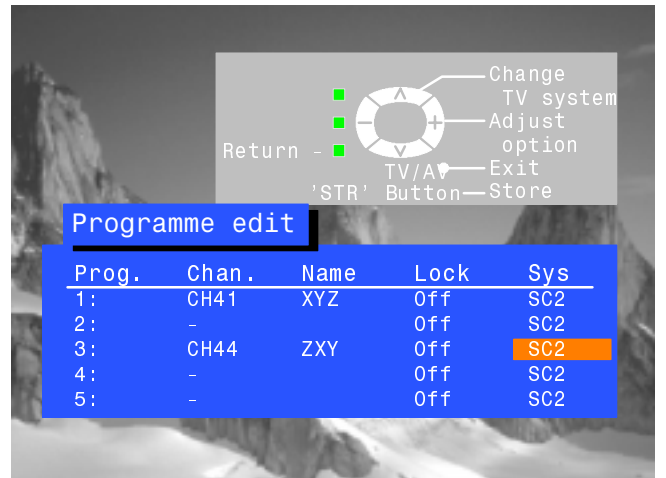 Change
TV system
Adjust
option
Return -
TV/AV
Exit
'STR' Button
Store
Programme edit
Prog. Chan. Name Lock Sys
1: CH41 XYZ Off SC2
2: - Off SC2
3: CH44 ZXY Off SC2
4: - Off SC2
5: - Off SC2